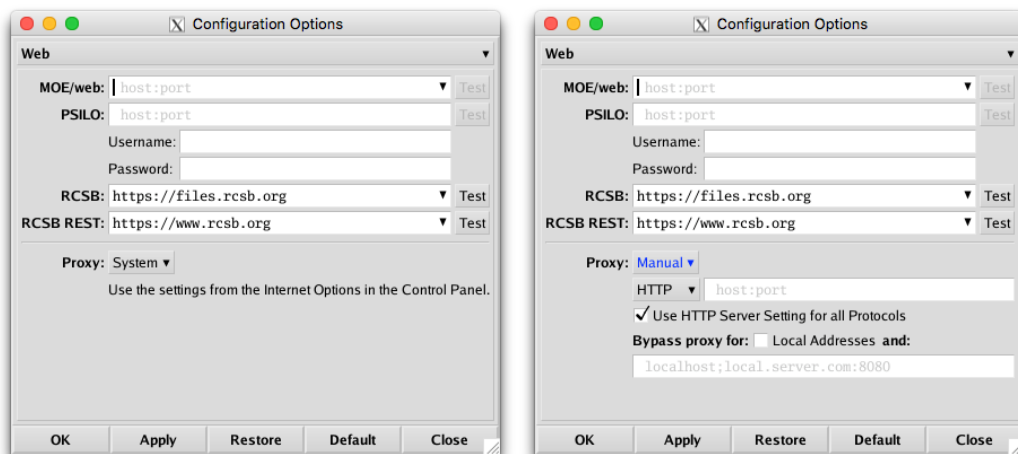 Configuration Options
Web
MOE/web: host:port Test
PSILO: host:port Test
Username:
Password:
RCSB: https://files.rcsb.org Test
RCSB REST: https://www.rcsb.org Test
Proxy: System
Use the settings from the Internet Options in the Control Panel.
OK Apply Restore Default Close
Configuration Options
Web
MOE/web: host:port Test
PSILO: host:port Test
Username:
Password:
RCSB: https://files.rcsb.org Test
RCSB REST: https://www.rcsb.org Test
Proxy: Manual
HTTP host:port
Use HTTP Server Setting for all Protocols
Bypass proxy for: Local Addresses and:
localhost;local.server.com:8080
OK Apply Restore Default Close